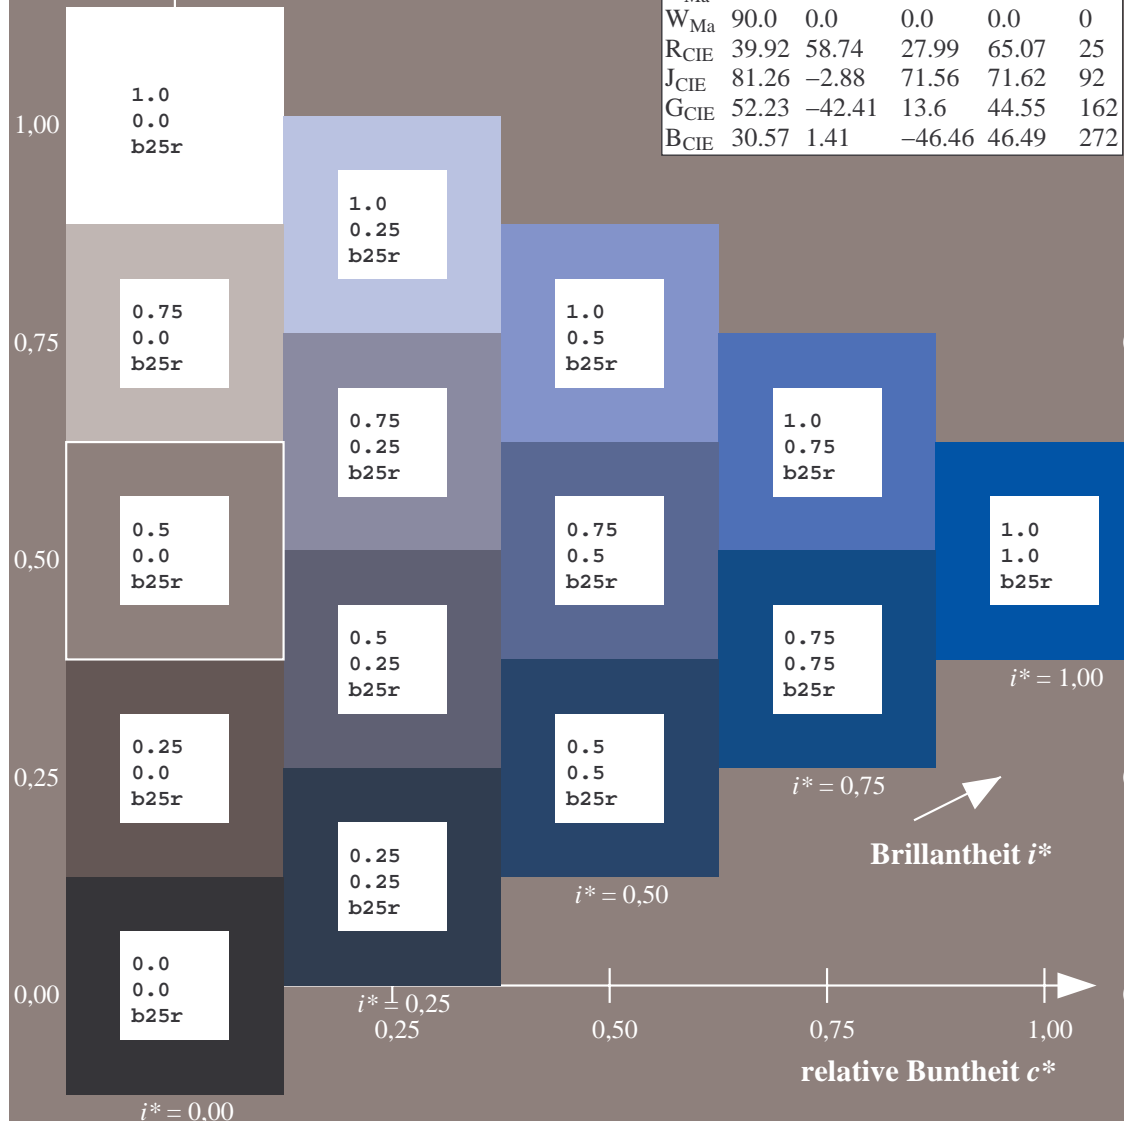 W_Ma 90.0 0.0 0.0 0.0 0
R_CIE 39.92 58.74 27.99 65.07 25
J_CIE 81.26 −2.88 71.56 71.62 92
G_CIE 52.23 −42.41 13.6 44.55 162
B_CIE 30.57 1.41 −46.46 46.49 272
1,00
1.0
0.0
b25r
1.0
0.25
b25r
0,75
0.75
0.0
b25r
1.0
0.5
b25r
0.75
0.25
b25r
1.0
0.75
b25r
0,50
0.5
0.0
b25r
0.75
0.5
b25r
1.0
1.0
b25r
0.5
0.25
b25r
0.75
0.75
b25r
i* = 1,00
0,25
0.25
0.0
b25r
0.5
0.5
b25r
i* = 0,75
Brillantheit i*
0.25
0.25
b25r
i* = 0,50
0,00
0.0
0.0
b25r
i* = 0,25
0,25 0,50 0,75 1,00
relative Buntheit c*
i* = 0,00